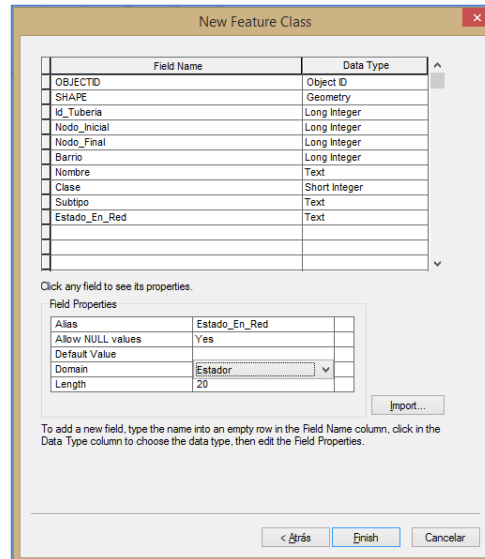 New Feature Class
Field Name Data Type
OBJECTID Object ID
SHAPE Geometry
Id_Tuberia Long Integer
Nodo_Inicial Long Integer
Nodo_Final Long Integer
Barrio Long Integer
Nombre Text
Clase Short Integer
Subtipo Text
Estado_En_Red Text
Click any field to see its properties.
Field Properties
Alias Estado_En_Red
Allow NULL values Yes
Default Value
Domain Estador
Length 20
Import...
To add a new field, type the name into an empty row in the Field Name column, click in the
Data Type column to choose the data type, then edit the Field Properties.
< Atrás Finish Cancelar